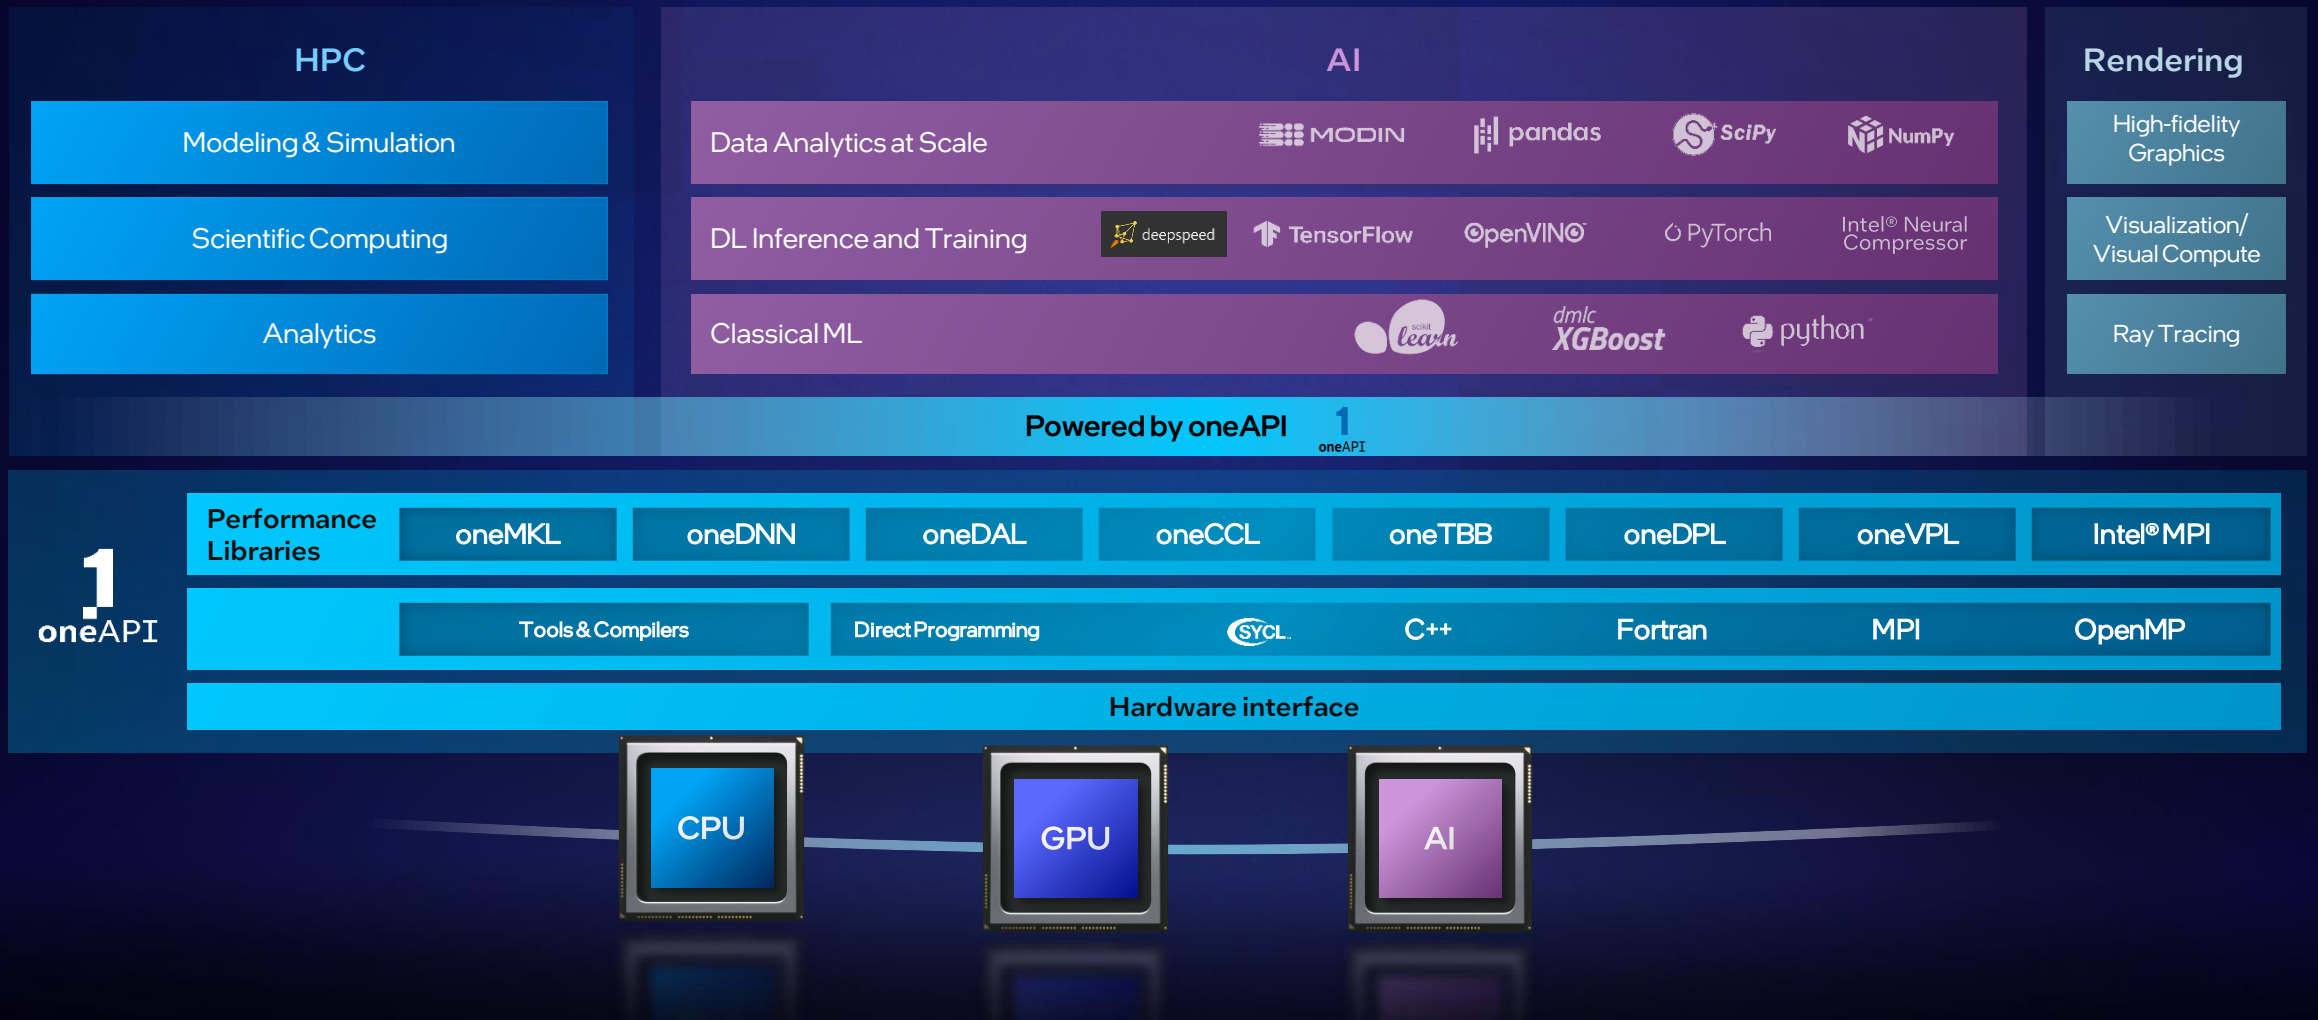 HPC
Modeling & Simulation
Scientific Computing
Analytics
AI
Data Analytics at Scale
MODIN
pandas
SciPy
NumPy
DL Inference and Training
deepspeed
TensorFlow
OpenVINO™
PyTorch
Intel® Neural
Compressor
Classical ML
scikit
learn
dmlc
XGBoost
python™
Rendering
High-fidelity
Graphics
Visualization/
Visual Compute
Ray Tracing
Powered by oneAPI
1
oneAPI
1
oneAPI
Performance
Libraries
oneMKL
oneDNN
oneDAL
oneCCL
oneTBB
oneDPL
oneVPL
Intel® MPI
Tools & Compilers
Direct Programming
SYCL™
C++
Fortran
MPI
OpenMP
Hardware interface
CPU
GPU
AI